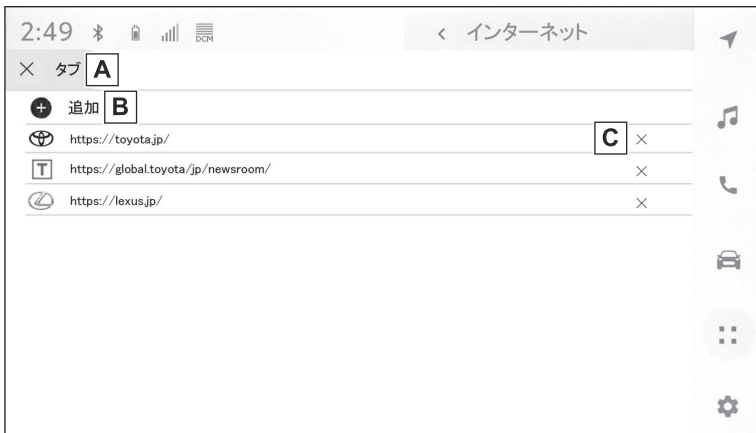 2:49 DCM < インターネット
× タブ A
追加 B
https://toyota.jp/ C ×
T https://global.toyota/jp/newsroom/ ×
https://lexus.jp/ ×